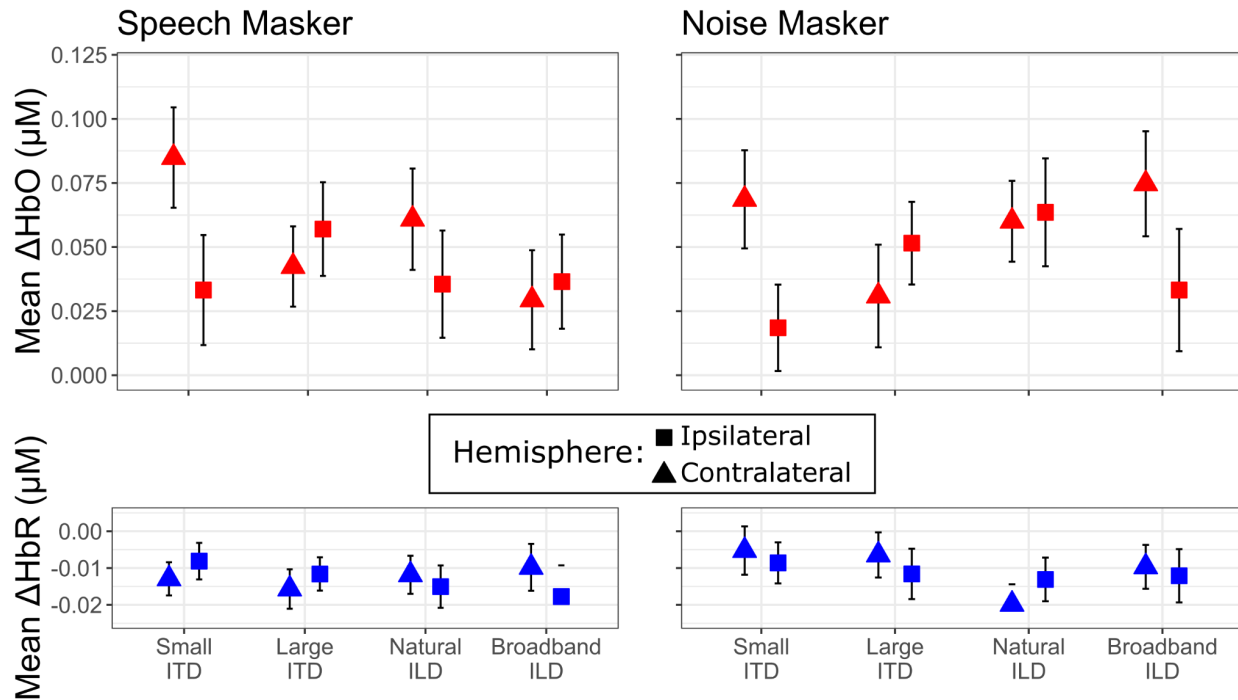 Speech Masker
Noise Masker
Mean ΔHbO (μM)
0.125
0.100
0.075
0.050
0.025
0.000
Hemisphere:
Ipsilateral
Contralateral
Mean ΔHbR (μM)
0.00
-0.01
-0.02
Small
ITD
Large
ITD
Natural
ILD
Broadband
ILD
Small
ITD
Large
ITD
Natural
ILD
Broadband
ILD